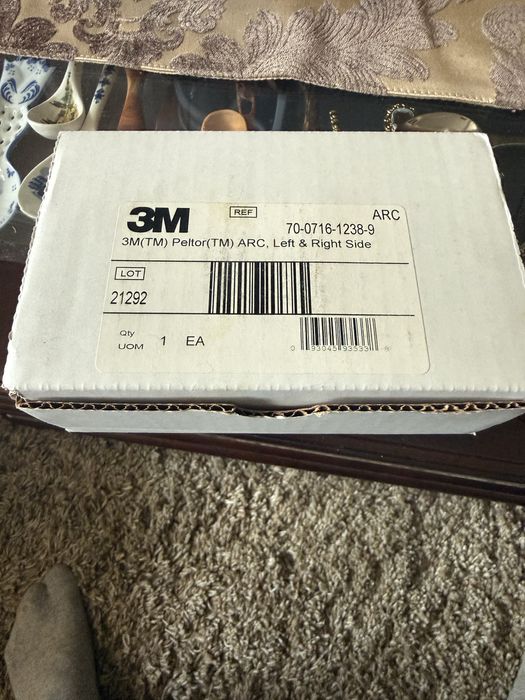 3M
REF
70-0716-1238-9
ARC
3M(TM) Peltor(TM) ARC, Left & Right Side
LOT
21292
Qty
UOM
1 EA